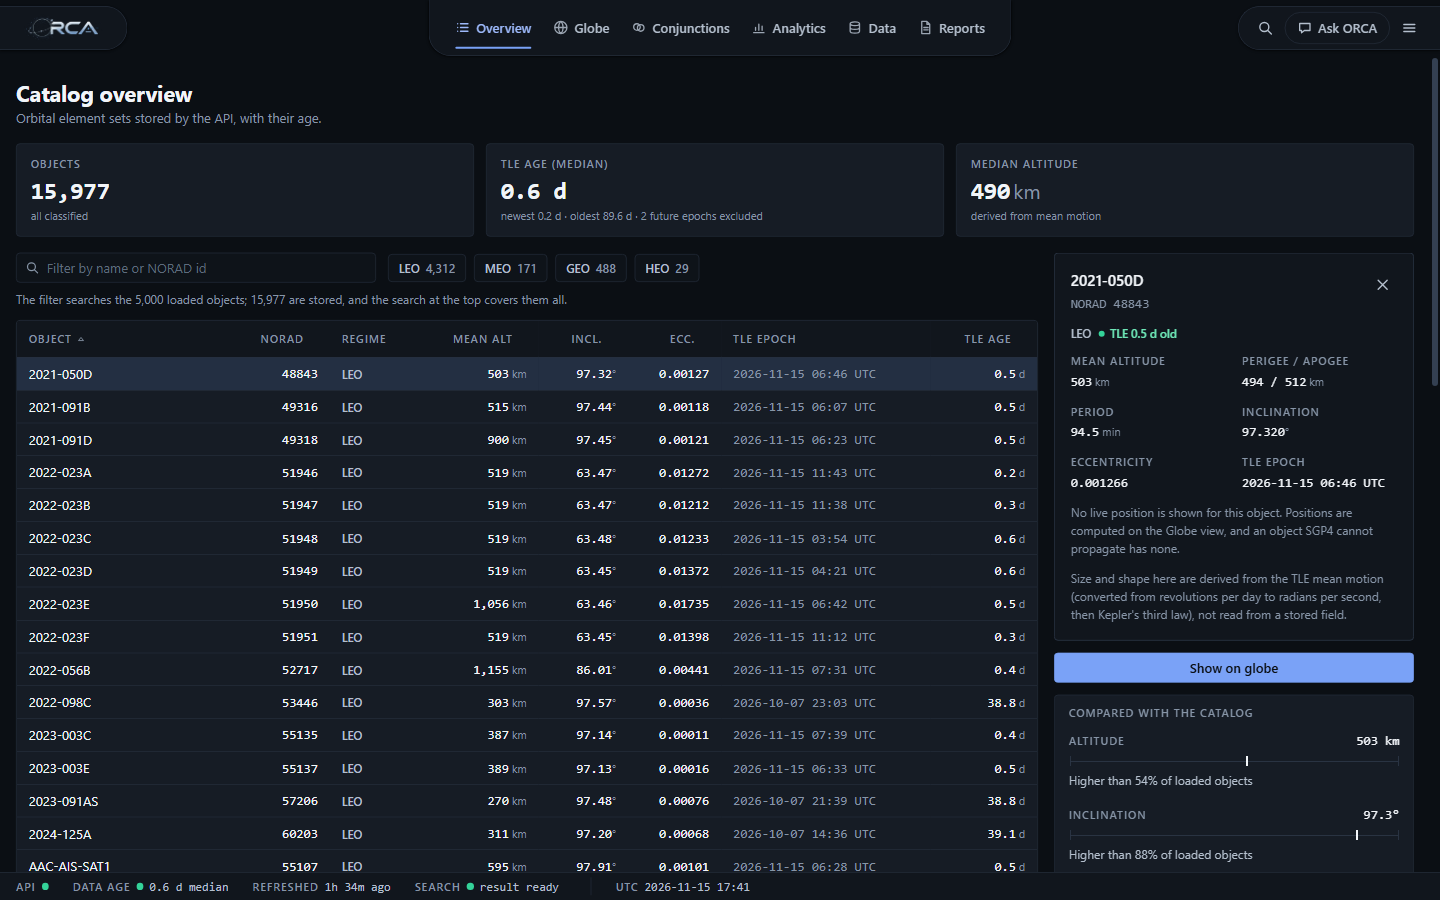 ORCA
Overview
Globe
Conjunctions
Analytics
Data
Reports
Ask ORCA
Catalog overview
Orbital element sets stored by the API, with their age.
OBJECTS
15,977
all classified
TLE AGE (MEDIAN)
0.6 d
newest 0.2 d · oldest 89.6 d · 2 future epochs excluded
MEDIAN ALTITUDE
490 km
derived from mean motion
Filter by name or NORAD id
LEO 4,312
MEO 171
GEO 488
HEO 29
The filter searches the 5,000 loaded objects; 15,977 are stored, and the search at the top covers them all.
OBJECT NORAD REGIME MEAN ALT INCL. ECC. TLE EPOCH TLE AGE
2021-050D 48843 LEO 503 km 97.32° 0.00127 2026-11-15 06:46 UTC 0.5 d
2021-091B 49316 LEO 515 km 97.44° 0.00118 2026-11-15 06:07 UTC 0.5 d
2021-091D 49318 LEO 900 km 97.45° 0.00121 2026-11-15 06:23 UTC 0.5 d
2022-023A 51946 LEO 519 km 63.47° 0.01272 2026-11-15 11:43 UTC 0.2 d
2022-023B 51947 LEO 519 km 63.47° 0.01212 2026-11-15 11:38 UTC 0.3 d
2022-023C 51948 LEO 519 km 63.48° 0.01233 2026-11-15 03:54 UTC 0.6 d
2022-023D 51949 LEO 519 km 63.45° 0.01372 2026-11-15 04:21 UTC 0.6 d
2022-023E 51950 LEO 1,056 km 63.46° 0.01735 2026-11-15 06:42 UTC 0.5 d
2022-023F 51951 LEO 519 km 63.45° 0.01398 2026-11-15 11:12 UTC 0.3 d
2022-056B 52717 LEO 1,155 km 86.01° 0.00441 2026-11-15 07:31 UTC 0.4 d
2022-098C 53446 LEO 303 km 97.57° 0.00036 2026-10-07 23:03 UTC 38.8 d
2023-003C 55135 LEO 387 km 97.14° 0.00011 2026-11-15 07:39 UTC 0.4 d
2023-003E 55137 LEO 389 km 97.13° 0.00016 2026-11-15 06:33 UTC 0.5 d
2023-091AS 57206 LEO 270 km 97.48° 0.00076 2026-10-07 21:39 UTC 38.8 d
2024-125A 60203 LEO 311 km 97.20° 0.00068 2026-10-07 14:36 UTC 39.1 d
AAC-AIS-SAT1 55107 LEO 595 km 97.91° 0.00101 2026-11-15 06:28 UTC 0.5 d
2021-050D
NORAD 48843
LEO TLE 0.5 d old
MEAN ALTITUDE PERIGEE / APOGEE
503 km 494 / 512 km
PERIOD INCLINATION
94.5 min 97.320°
ECCENTRICITY TLE EPOCH
0.001266 2026-11-15 06:46 UTC
No live position is shown for this object. Positions are
computed on the Globe view, and an object SGP4 cannot
propagate has none.
Size and shape here are derived from the TLE mean motion
(converted from revolutions per day to radians per second,
then Kepler's third law), not read from a stored field.
Show on globe
COMPARED WITH THE CATALOG
ALTITUDE 503 km
Higher than 54% of loaded objects
INCLINATION 97.3°
Higher than 88% of loaded objects
API DATA AGE 0.6 d median REFRESHED 1h 34m ago SEARCH result ready UTC 2026-11-15 17:41